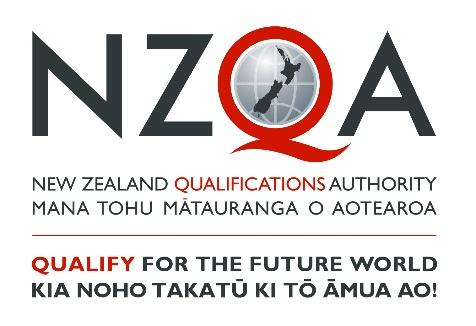 NZQA
NEW ZEALAND QUALIFICATIONS AUTHORITY
MANA TOHU MĀTAURANGA O AOTEAROA
QUALIFY FOR THE FUTURE WORLD
KIA NOHO TAKATŪ KI TŌ ĀMUA AO!